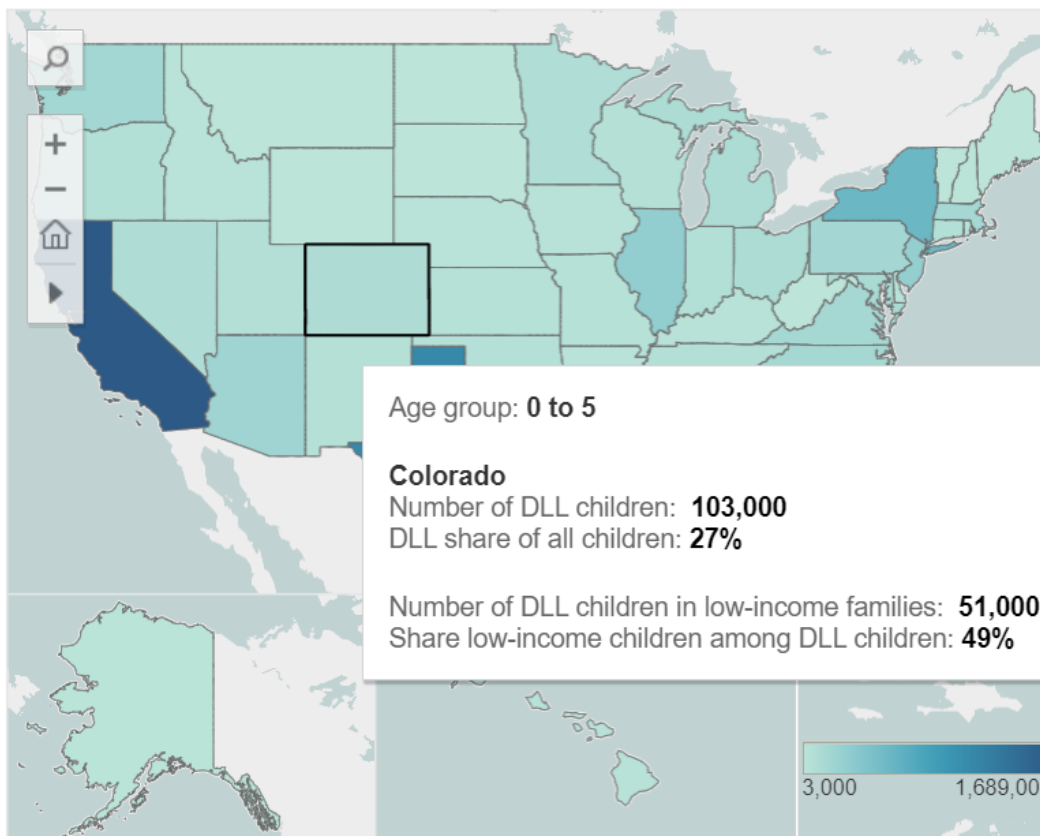 Age group: 0 to 5
Colorado
Number of DLL children: 103,000
DLL share of all children: 27%
Number of DLL children in low-income families: 51,000
Share low-income children among DLL children: 49%
3,000
1,689,00